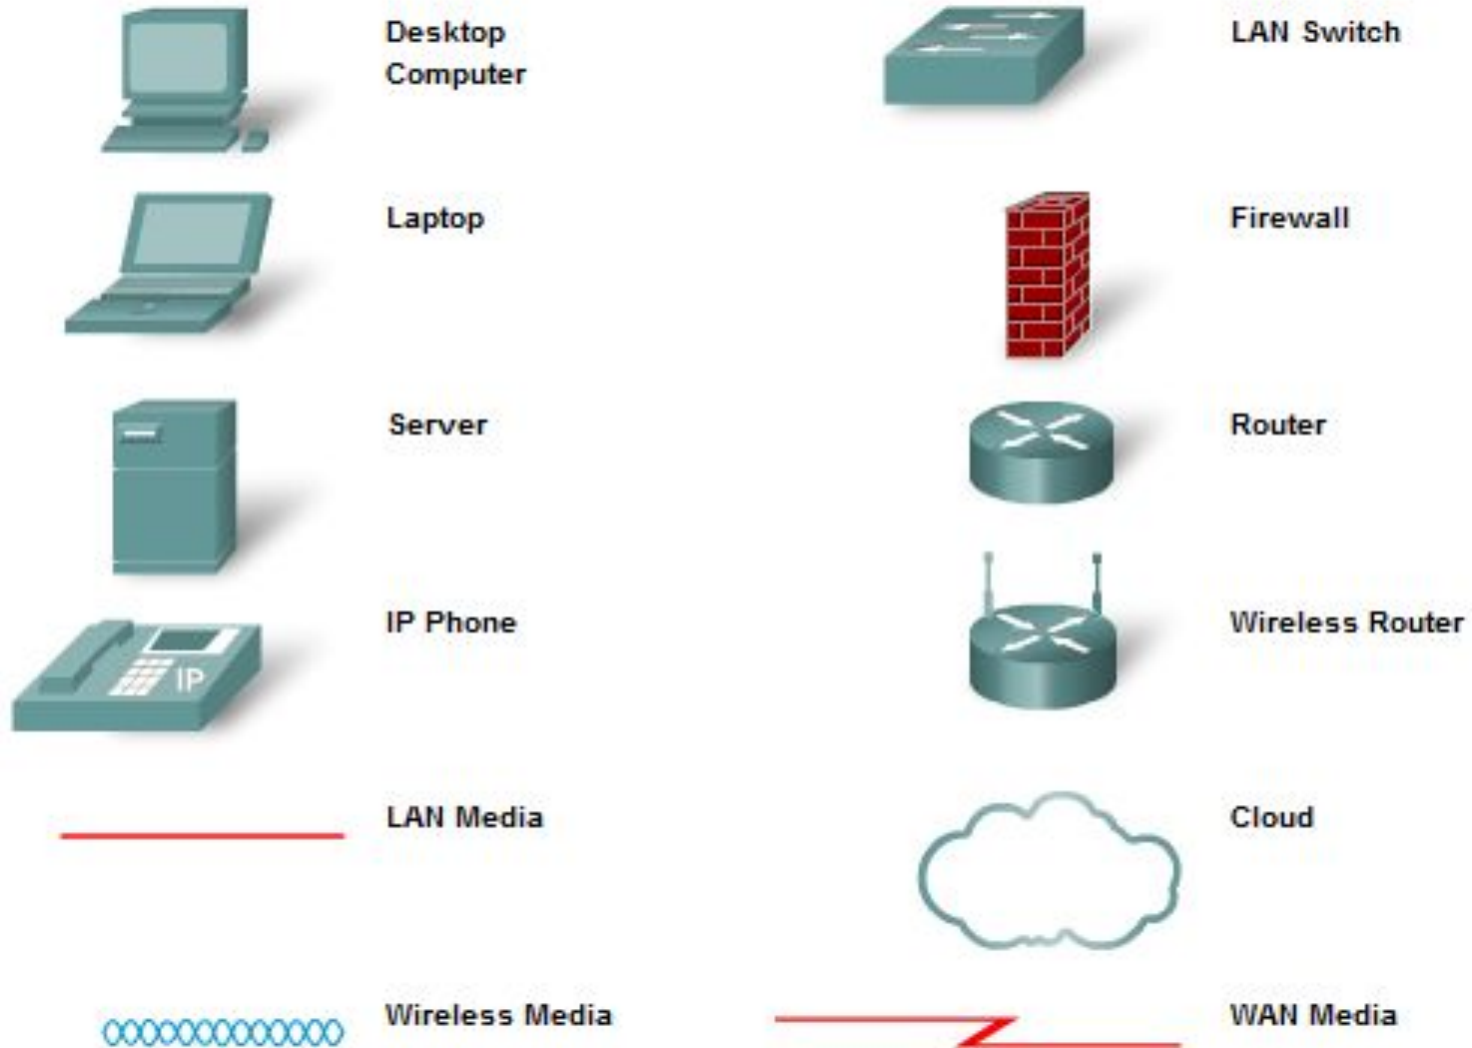 Desktop
Computer
LAN Switch
Laptop
Firewall
Server
Router
IP Phone
IP
Wireless Router
LAN Media
Cloud
Wireless Media
WAN Media